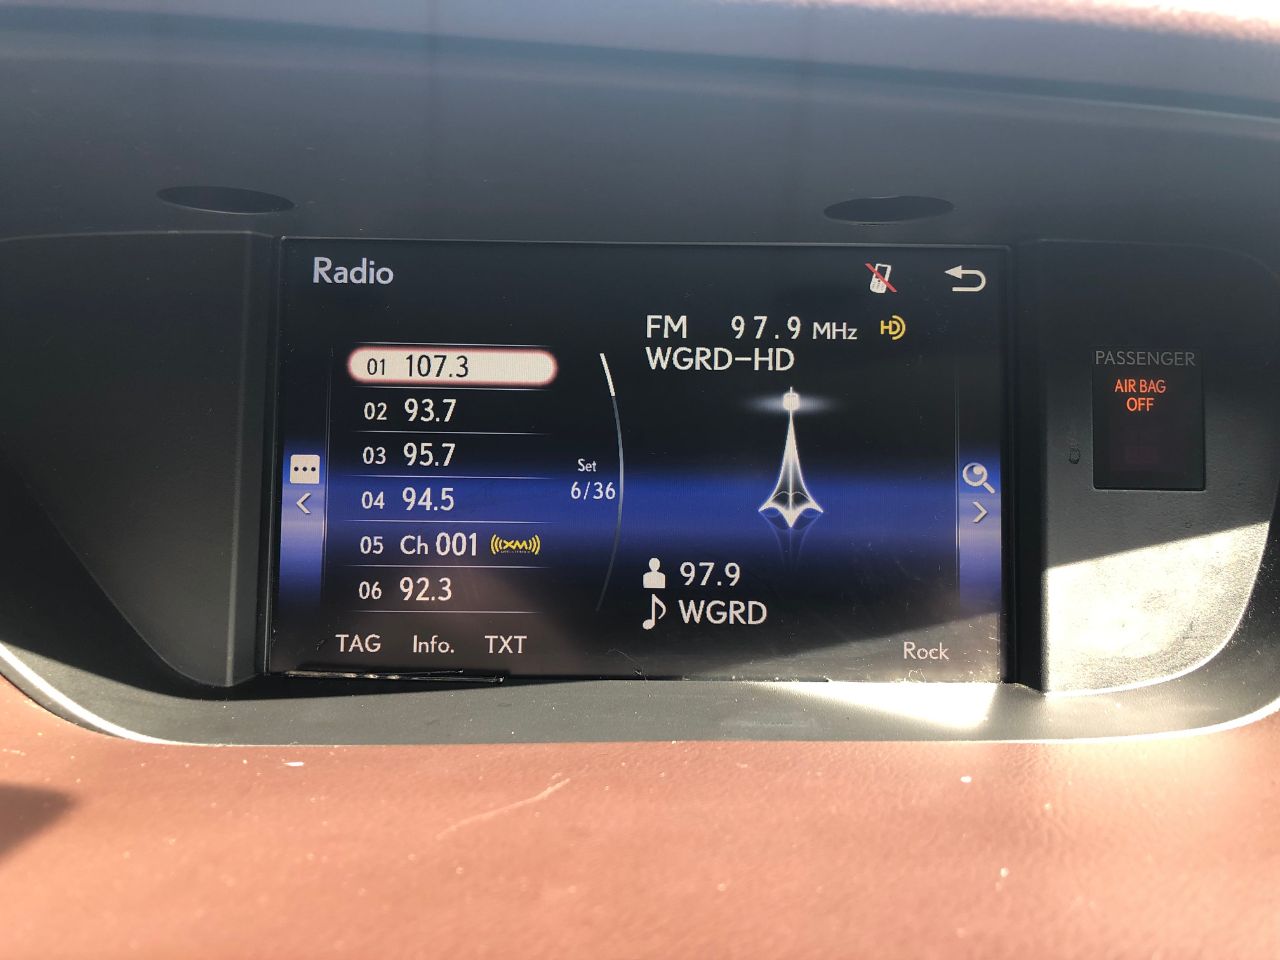 Radio
FM 97.9 MHz HD
WGRD-HD
01 107.3
02 93.7
03 95.7
04 94.5
05 Ch 001 ((XM))
06 92.3
Set
6/36
97.9
WGRD
TAG Info. TXT
Rock
PASSENGER
AIR BAG
OFF